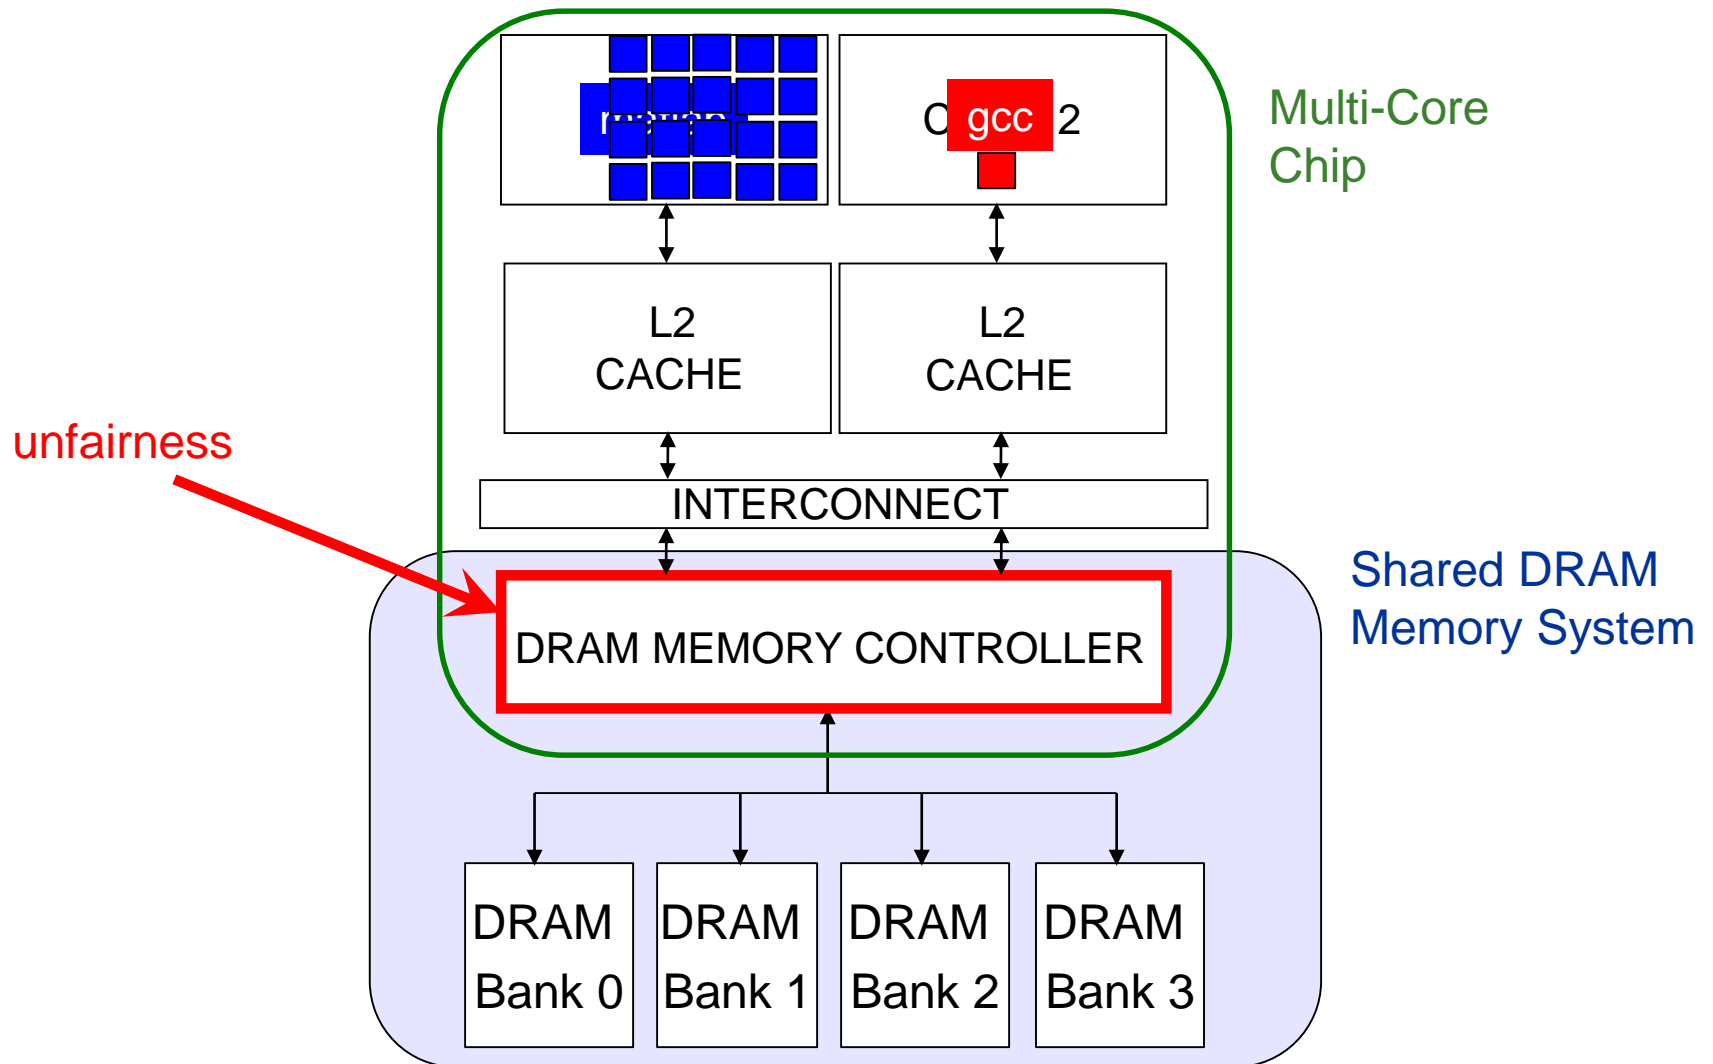 gcc
2
Multi-Core
Chip
L2
CACHE
L2
CACHE
unfairness
INTERCONNECT
Shared DRAM
Memory System
DRAM MEMORY CONTROLLER
DRAM
Bank 0
DRAM
Bank 1
DRAM
Bank 2
DRAM
Bank 3